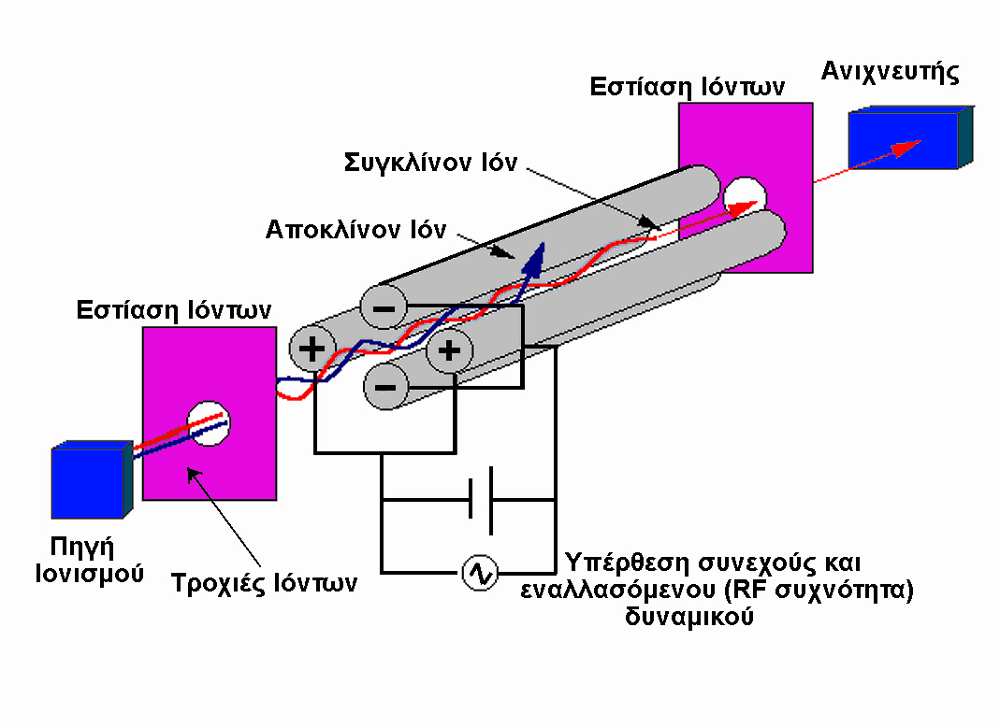 Ανιχνευτής
Εστίαση Ιόντων
Συγκλίνον Ιόν
Αποκλίνον Ιόν
Εστίαση Ιόντων
−
+
+
−
Πηγή
Ιονισμού
Τροχιές Ιόντων
Υπέρθεση συνεχούς και
εναλλασόμενου (RF συχνότητα)
δυναμικού